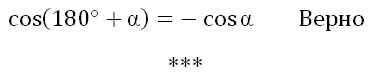 cos(180° + α) = − cos α Верно
***